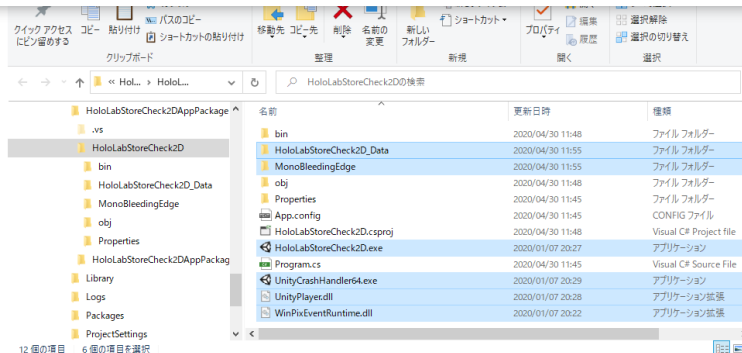 クイック アクセス
にピン留めする
コピー
貼り付け
パスのコピー
ショートカットの貼り付け
クリップボード
移動先
コピー先
削除
名前の
変更
整理
新しい
フォルダー
ショートカット
新規
プロパティ
編集
履歴
開く
選択解除
選択の切り替え
選択
« Hol... › HoloL...
HoloLabStoreCheck2Dの検索
HoloLabStoreCheck2DAppPackage
.vs
HoloLabStoreCheck2D
bin
HoloLabStoreCheck2D_Data
MonoBleedingEdge
obj
Properties
HoloLabStoreCheck2DAppPackag
Library
Logs
Packages
ProjectSettings
名前 更新日時 種類
bin 2020/04/30 11:48 ファイル フォルダー
HoloLabStoreCheck2D_Data 2020/04/30 11:55 ファイル フォルダー
MonoBleedingEdge 2020/04/30 11:55 ファイル フォルダー
obj 2020/04/30 11:48 ファイル フォルダー
Properties 2020/04/30 11:45 ファイル フォルダー
App.config 2020/04/30 11:45 CONFIG ファイル
HoloLabStoreCheck2D.csproj 2020/04/30 11:48 Visual C# Project file
HoloLabStoreCheck2D.exe 2020/01/07 20:27 アプリケーション
Program.cs 2020/04/30 11:45 Visual C# Source File
UnityCrashHandler64.exe 2020/01/07 20:29 アプリケーション
UnityPlayer.dll 2020/01/07 20:28 アプリケーション拡張
WinPixEventRuntime.dll 2020/01/07 20:22 アプリケーション拡張
12 個の項目 6 個の項目を選択